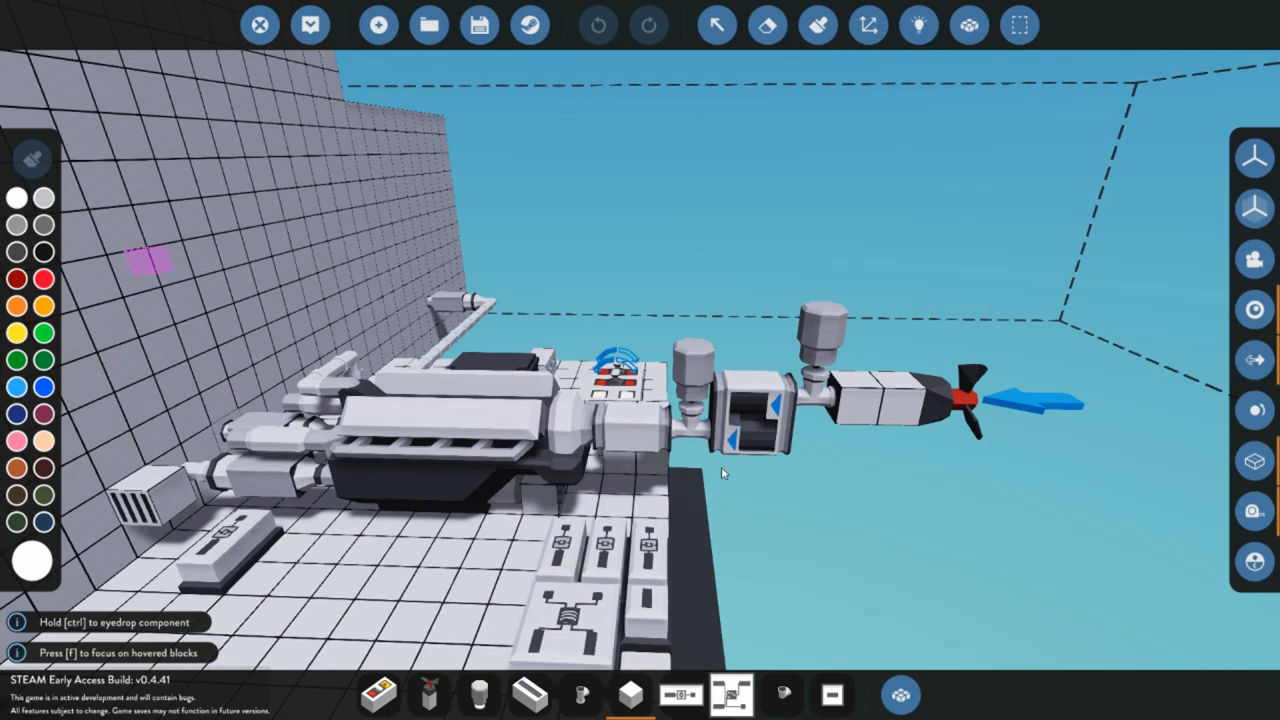 Hold [ctrl] to eyedrop component
Press [f] to focus on hovered blocks
STEAM Early Access Build: v0.4.41
This game is in active development and will contain bugs.
All features subject to change. Game saves may not function in future versions.